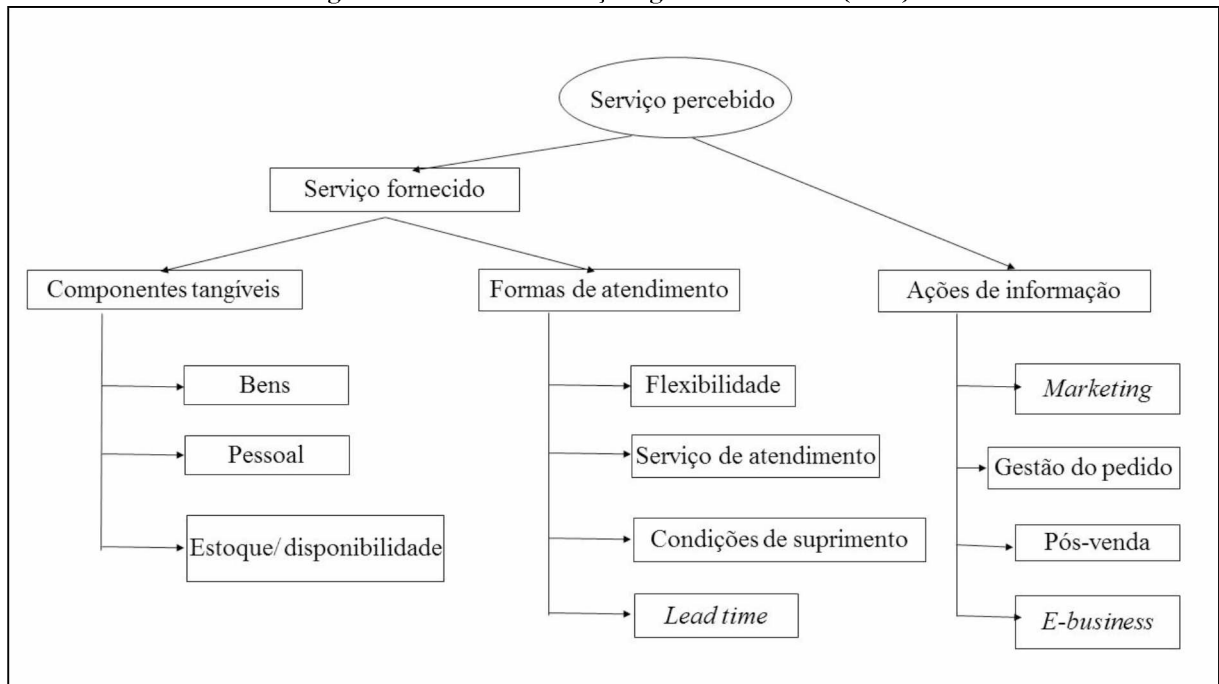 Serviço percebido
Serviço fornecido
Componentes tangíveis
Formas de atendimento
Ações de informação
Bens
Flexibilidade
Marketing
Pessoal
Serviço de atendimento
Gestão do pedido
Estoque/ disponibilidade
Condições de suprimento
Pós-venda
Lead time
E-business